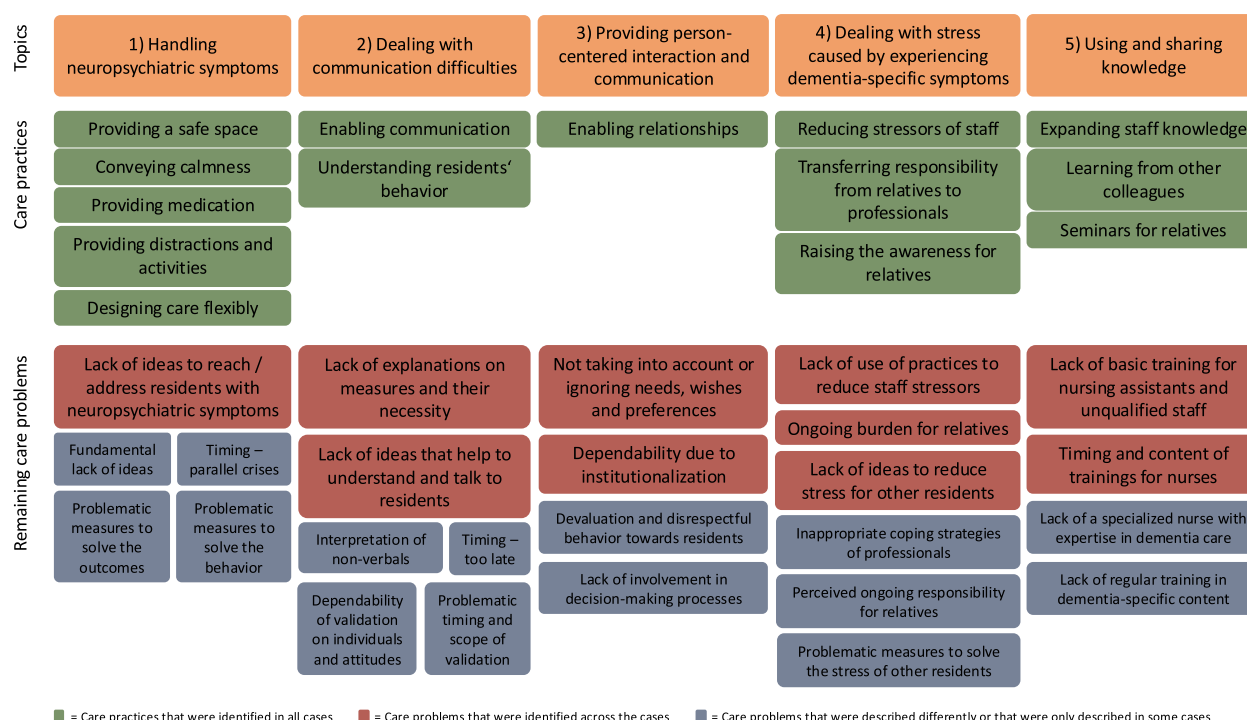 Topics
1) Handling
neuropsychiatric symptoms
2) Dealing with
communication difficulties
3) Providing person-
centered interaction and
communication
4) Dealing with stress
caused by experiencing
dementia-specific symptoms
5) Using and sharing
knowledge
Care practices
Providing a safe space
Conveying calmness
Providing medication
Providing distractions and
activities
Designing care flexibly
Enabling communication
Understanding residents‘
behavior
Enabling relationships
Reducing stressors of staff
Transferring responsibility
from relatives to
professionals
Raising the awareness for
relatives
Expanding staff knowledge
Learning from other
colleagues
Seminars for relatives
Remaining care problems
Lack of ideas to reach /
address residents with
neuropsychiatric symptoms
Fundamental
lack of ideas
Timing –
parallel crises
Problematic
measures to
solve the
outcomes
Problematic
measures to
solve the
behavior
Lack of explanations on
measures and their
necessity
Lack of ideas that help to
understand and talk to
residents
Interpretation of
non-verbals
Timing –
too late
Dependability
of validation
on individuals
and attitudes
Problematic
timing and
scope of
validation
Not taking into account or
ignoring needs, wishes
and preferences
Dependability due to
institutionalization
Devaluation and disrespectful
behavior towards residents
Lack of involvement in
decision-making processes
Lack of use of practices to
reduce staff stressors
Ongoing burden for relatives
Lack of ideas to reduce
stress for other residents
Inappropriate coping strategies
of professionals
Perceived ongoing responsibility
for relatives
Problematic measures to solve
the stress of other residents
Lack of basic training for
nursing assistants and
unqualified staff
Timing and content of
trainings for nurses
Lack of a specialized nurse with
expertise in dementia care
Lack of regular training in
dementia-specific content
= Care practices that were identified in all cases
= Care problems that were identified across the cases
= Care problems that were described differently or that were only described in some cases